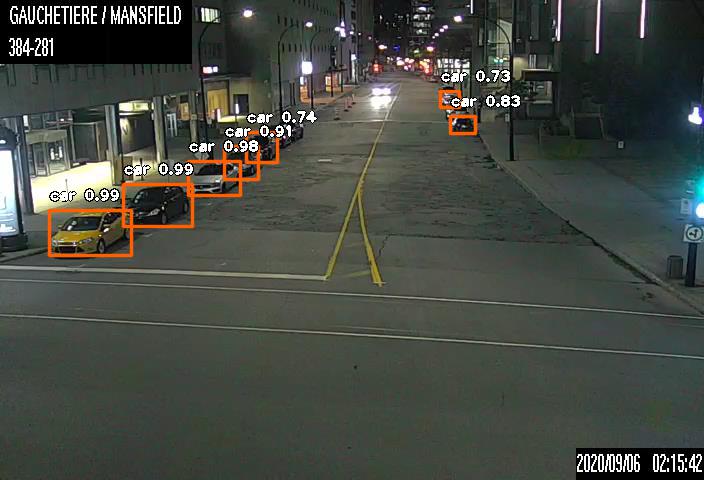 GAUCHETIERE / MANSFIELD
384-281
car 0.73
car 0.83
car 0.74
car 0.91
car 0.98
car 0.99
car 0.99
2020/09/06 02:15:42